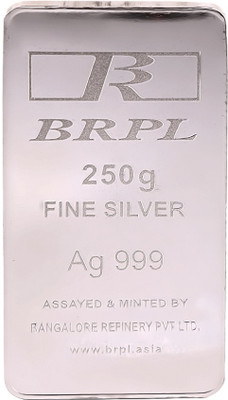 R
BRPL
250g
FINE SILVER
Ag 999
ASSAYED & MINTED BY
BANGALORE REFINERY PVT LTD.
www.brpl.asia